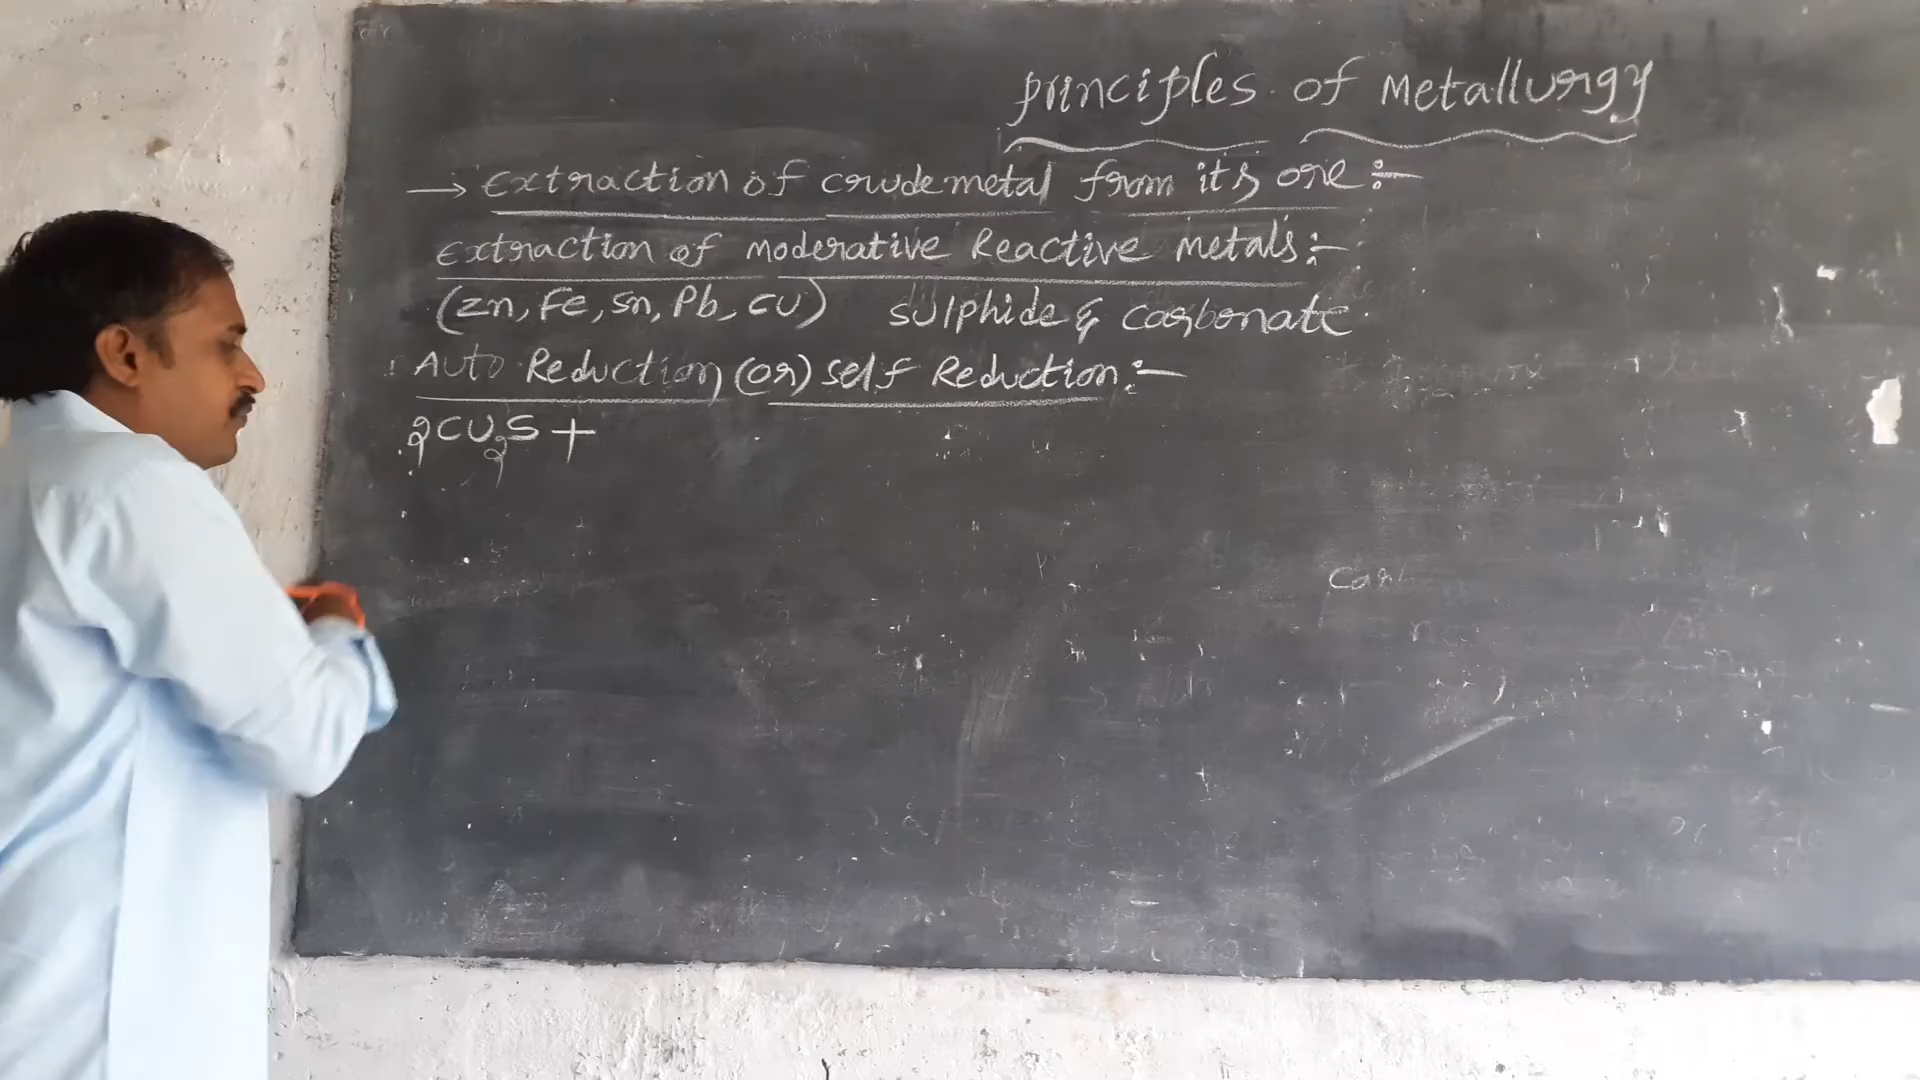 Principles of Metallurgy
→ Extraction of crude metal from its ore :-
Extraction of Moderative Reactive metals :-
(Zn, Fe, Sn, Pb, Cu) Sulphide & Carbonate.
Auto Reduction (or) self Reduction :-
2Cu₂S +